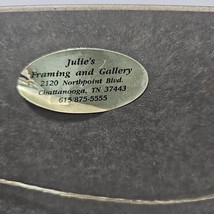 Julie's
Framing and Gallery
2120 Northpoint Blvd.
Chattanooga, TN 37443
615/875-5555